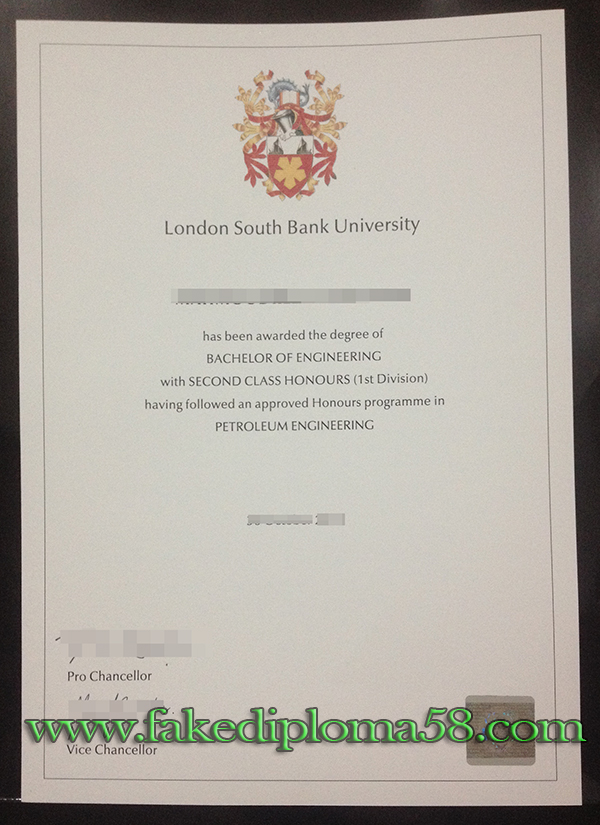 London South Bank University
has been awarded the degree of
BACHELOR OF ENGINEERING
with SECOND CLASS HONOURS (1st Division)
having followed an approved Honours programme in
PETROLEUM ENGINEERING
Pro Chancellor
www.fakediploma58.com
Vice Chancellor